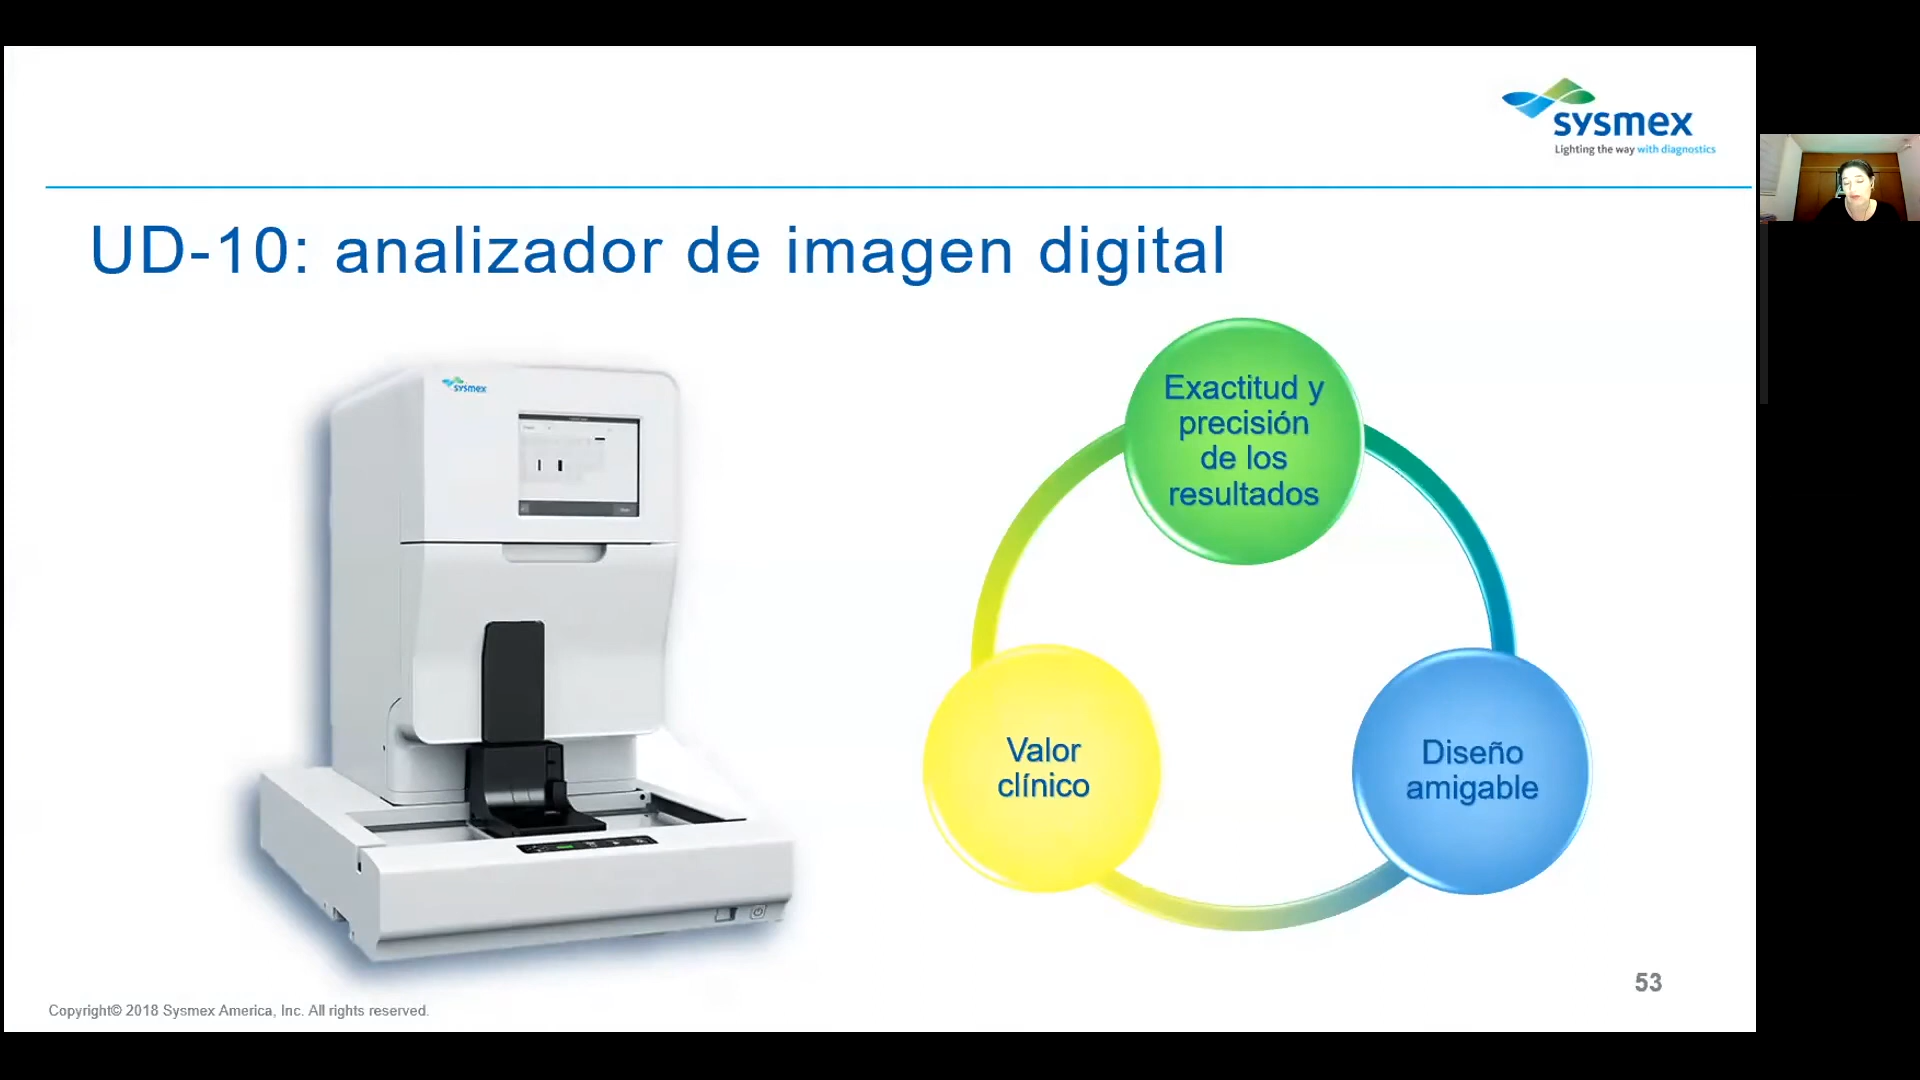 sysmex
Lighting the way with diagnostics
UD-10: analizador de imagen digital
sysmex
Exactitud y
precisión
de los
resultados
Valor
clínico
Diseño
amigable
53
Copyright© 2018 Sysmex America, Inc. All rights reserved.